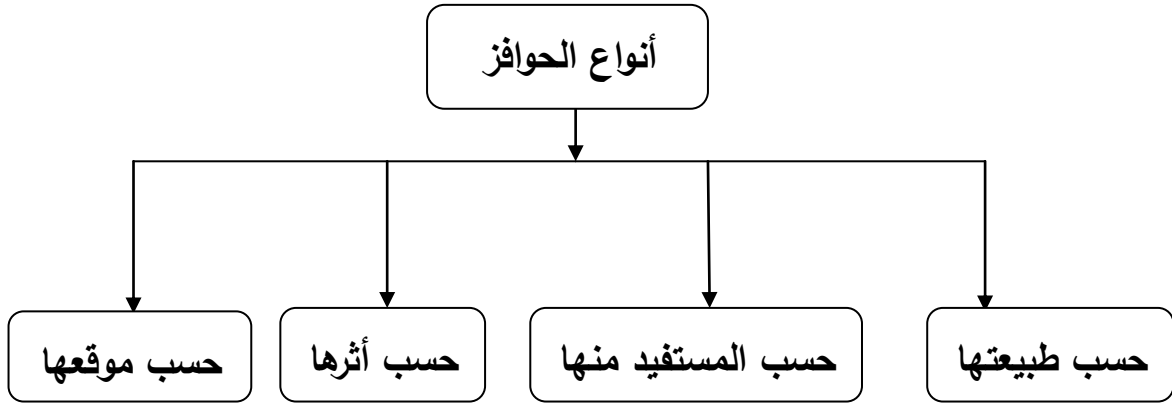 أنواع الحوافز
حسب طبيعتها
حسب المستفيد منها
حسب أثرها
حسب موقعها